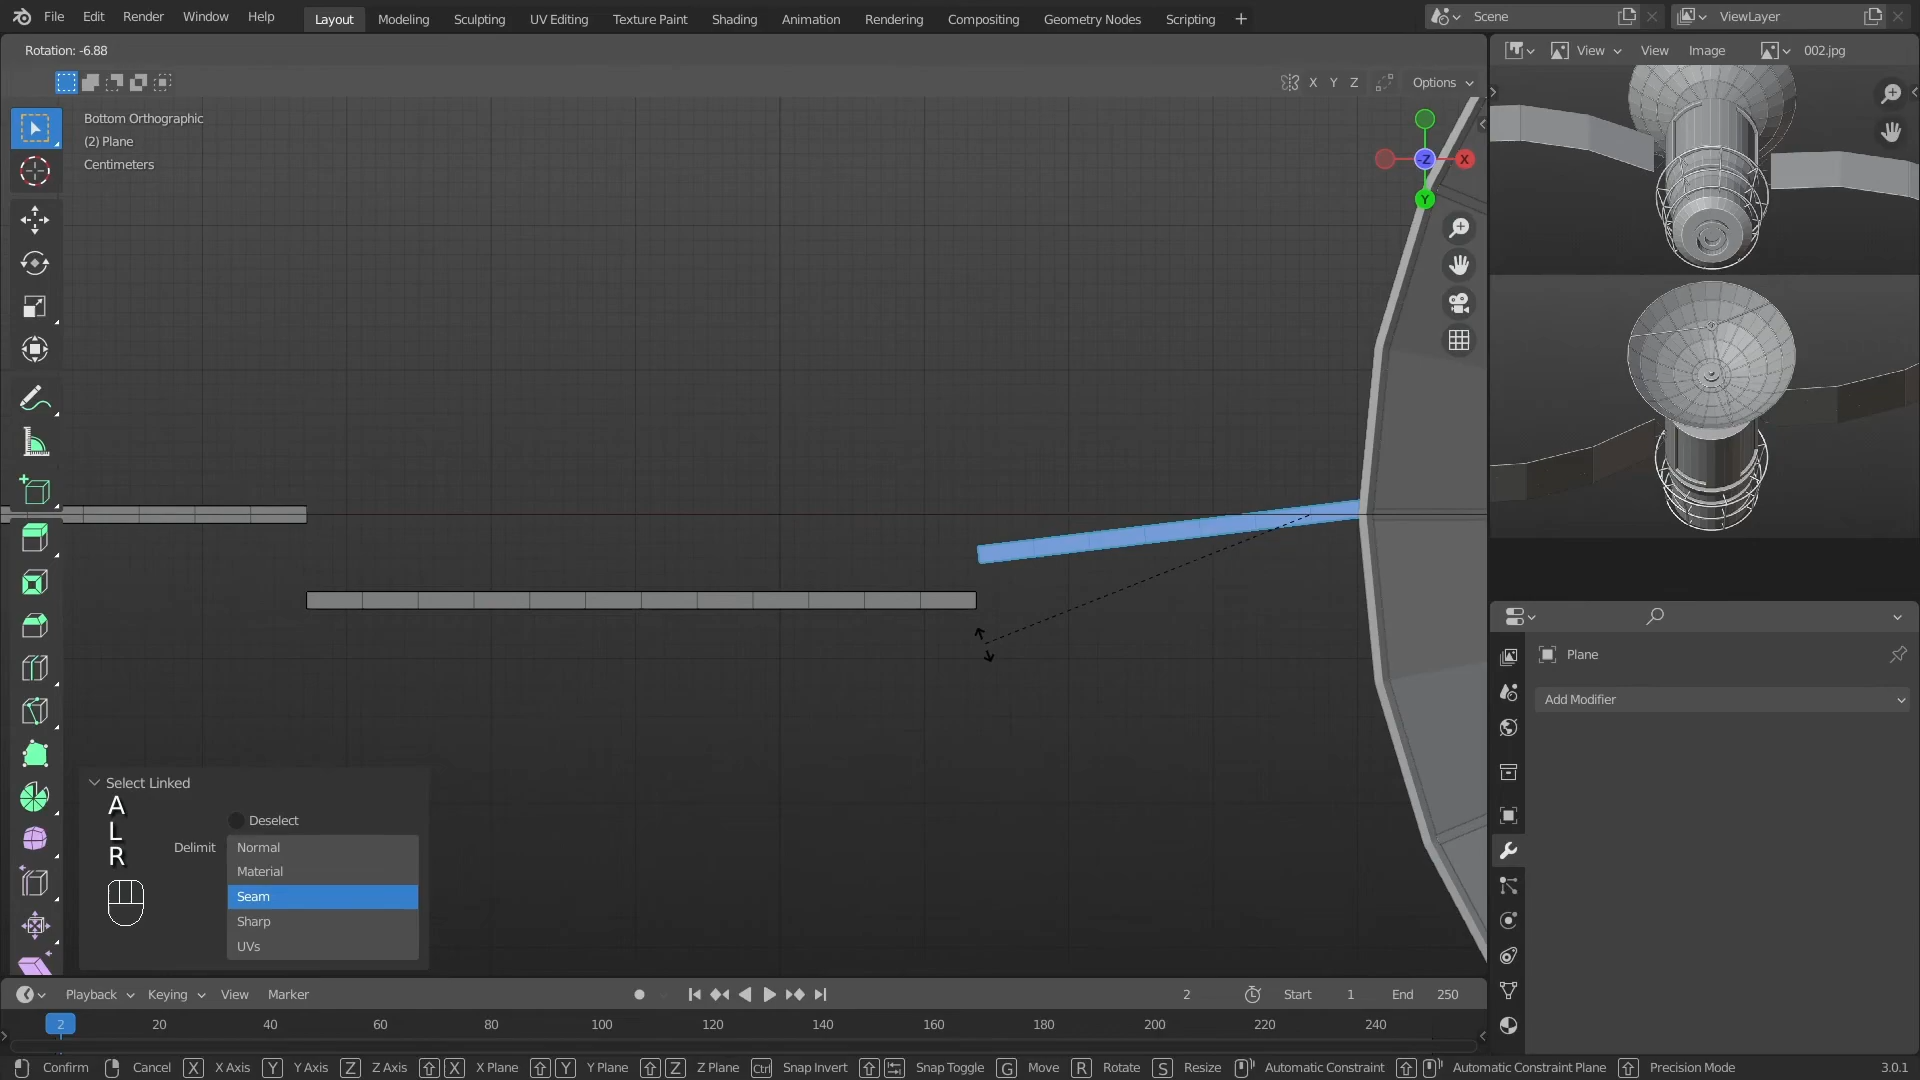 File Edit Render Window Help Layout Modeling Sculpting UV Editing Texture Paint Shading Animation Rendering Compositing Geometry Nodes Scripting + Scene ViewLayer
Rotation: -6.88
View View Image 002.jpg
X Y Z Options
Bottom Orthographic
(2) Plane
Centimeters
-Z X
Y
Plane
Add Modifier
Select Linked
A
L
R
Deselect
Delimit Normal
Material
Seam
Sharp
UVs
Playback Keying View Marker 2 Start 1 End 250
2 20 40 60 80 100 120 140 160 180 200 220 240
Confirm Cancel X X Axis Y Y Axis Z Z Axis X X Plane Y Y Plane Z Z Plane Ctrl Snap Invert Snap Toggle G Move R Rotate S Resize Automatic Constraint Automatic Constraint Plane Precision Mode 3.0.1